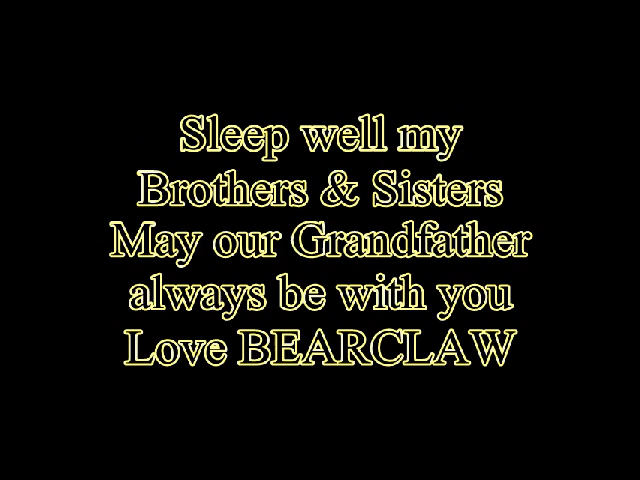 Sleep well my
Brothers & Sisters
May our Grandfather
always be with you
Love BEARCLAW